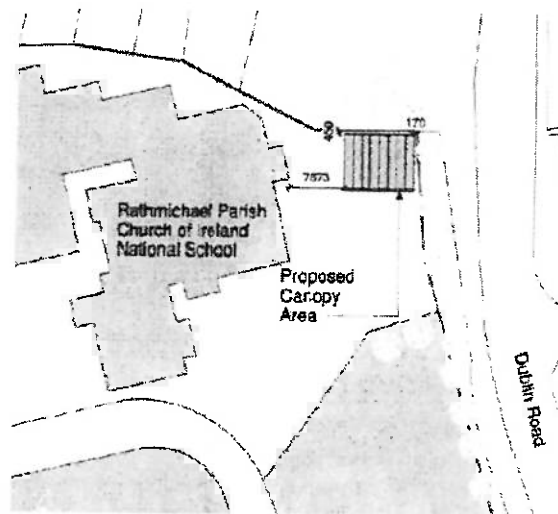 170
7873
Rathmichael Parish
Church of Ireland
National School
Proposed
Canopy
Area
Dublin Road